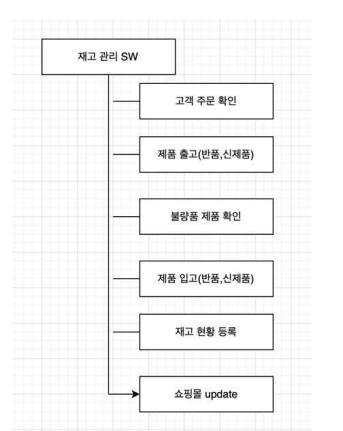 재고 관리 SW
고객 주문 확인
제품 출고(반품,신제품)
불량품 제품 확인
제품 입고(반품,신제품)
재고 현황 등록
쇼핑몰 update